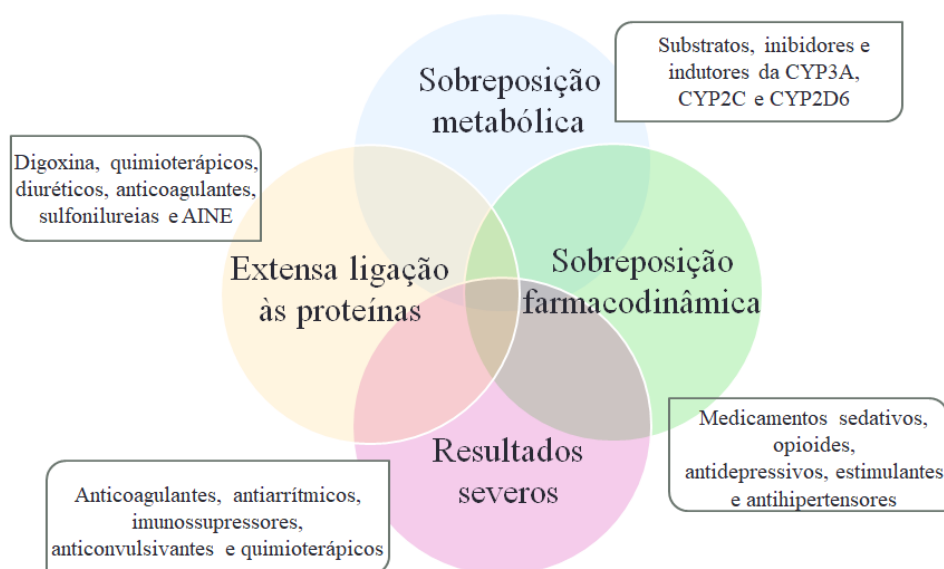 Sobreposição
metabólica
Substratos, inibidores e
indutores da CYP3A,
CYP2C e CYP2D6
Digoxina, quimioterápicos,
diuréticos, anticoagulantes,
sulfonilureias e AINE
Extensa ligação
às proteínas
Sobreposição
farmacodinâmica
Resultados
severos
Medicamentos sedativos,
opioides,
antidepressivos, estimulantes
e antihipertensores
Anticoagulantes, antiarrítmicos,
imunossupressores,
anticonvulsivantes e quimioterápicos